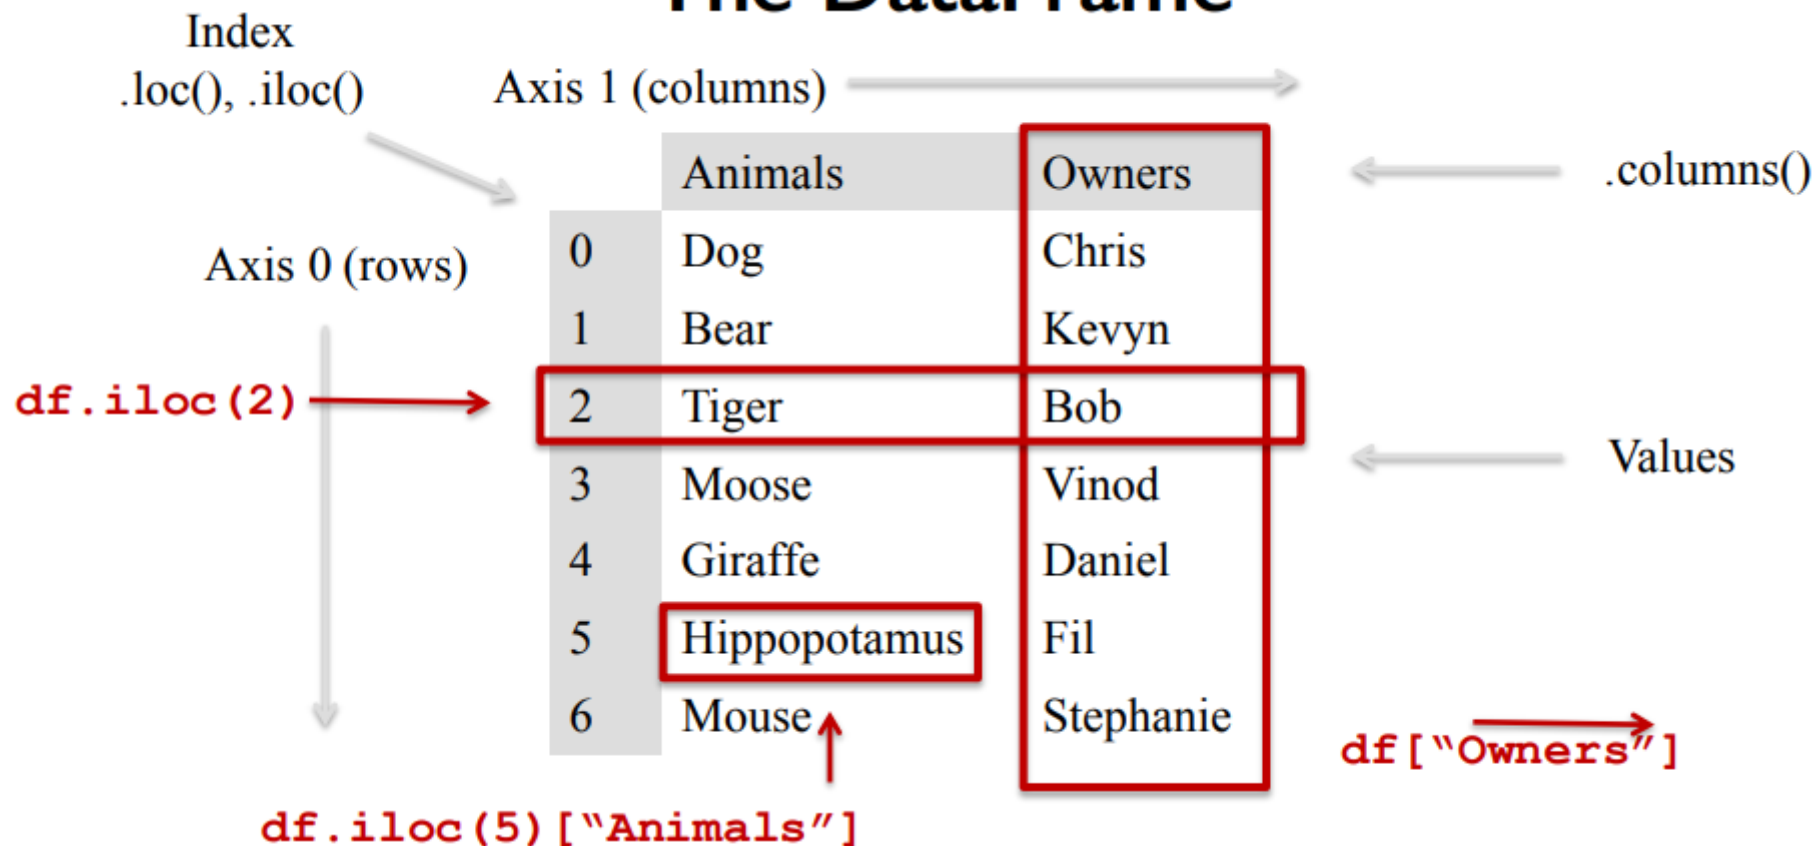 The DataFrame
Index
.loc(), .iloc()
Axis 1 (columns)
Animals Owners
.columns()
Axis 0 (rows)
0 Dog Chris
1 Bear Kevyn
df.iloc(2)
2 Tiger Bob
3 Moose Vinod
Values
4 Giraffe Daniel
5 Hippopotamus Fil
6 Mouse Stephanie
df[“Owners”]
df.iloc(5)[“Animals”]